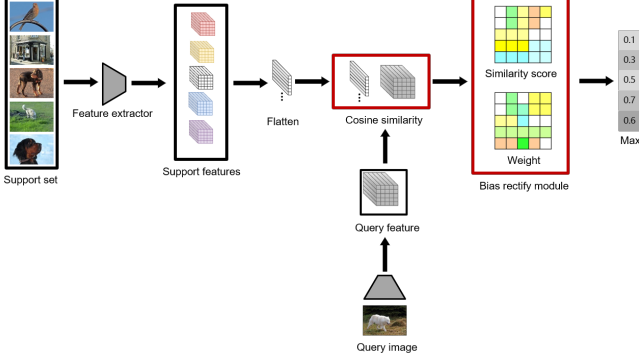 Support set
Feature extractor
Support features
Flatten
Cosine similarity
Similarity score
Weight
Bias rectify module
0.1
0.3
0.5
0.7
0.6
Max
Query feature
Query image